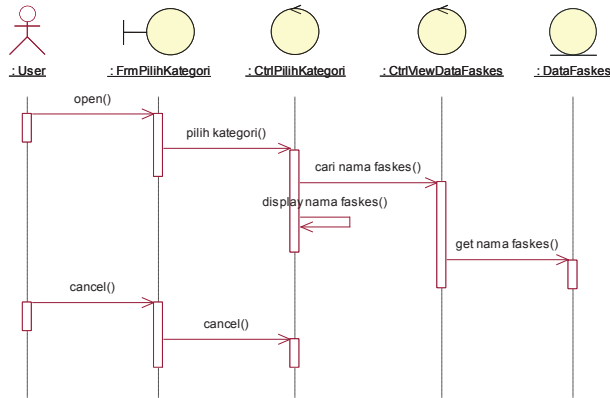 : User
: FrmPilihKategori
: CtrlPilihKategori
: CtrlViewDataFaskes
: DataFaskes
open()
pilih kategori()
cari nama faskes()
display nama faskes()
get nama faskes()
cancel()
cancel()